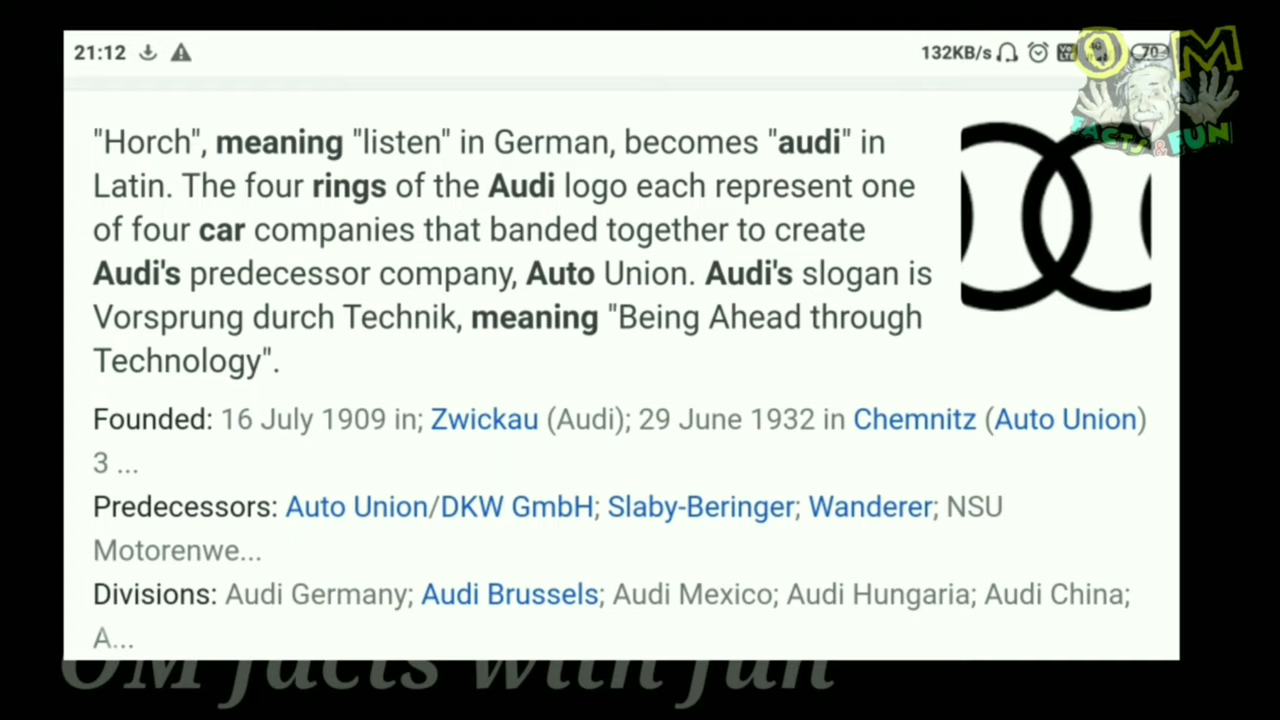 21:12
132KB/s
70
OM
FACTS & FUN
"Horch", meaning "listen" in German, becomes "audi" in
Latin. The four rings of the Audi logo each represent one
of four car companies that banded together to create
Audi's predecessor company, Auto Union. Audi's slogan is
Vorsprung durch Technik, meaning "Being Ahead through
Technology".
Founded: 16 July 1909 in; Zwickau (Audi); 29 June 1932 in Chemnitz (Auto Union)
3 ...
Predecessors: Auto Union/DKW GmbH; Slaby-Beringer; Wanderer; NSU
Motorenwe...
Divisions: Audi Germany; Audi Brussels; Audi Mexico; Audi Hungaria; Audi China;
A...
OM facts with fun